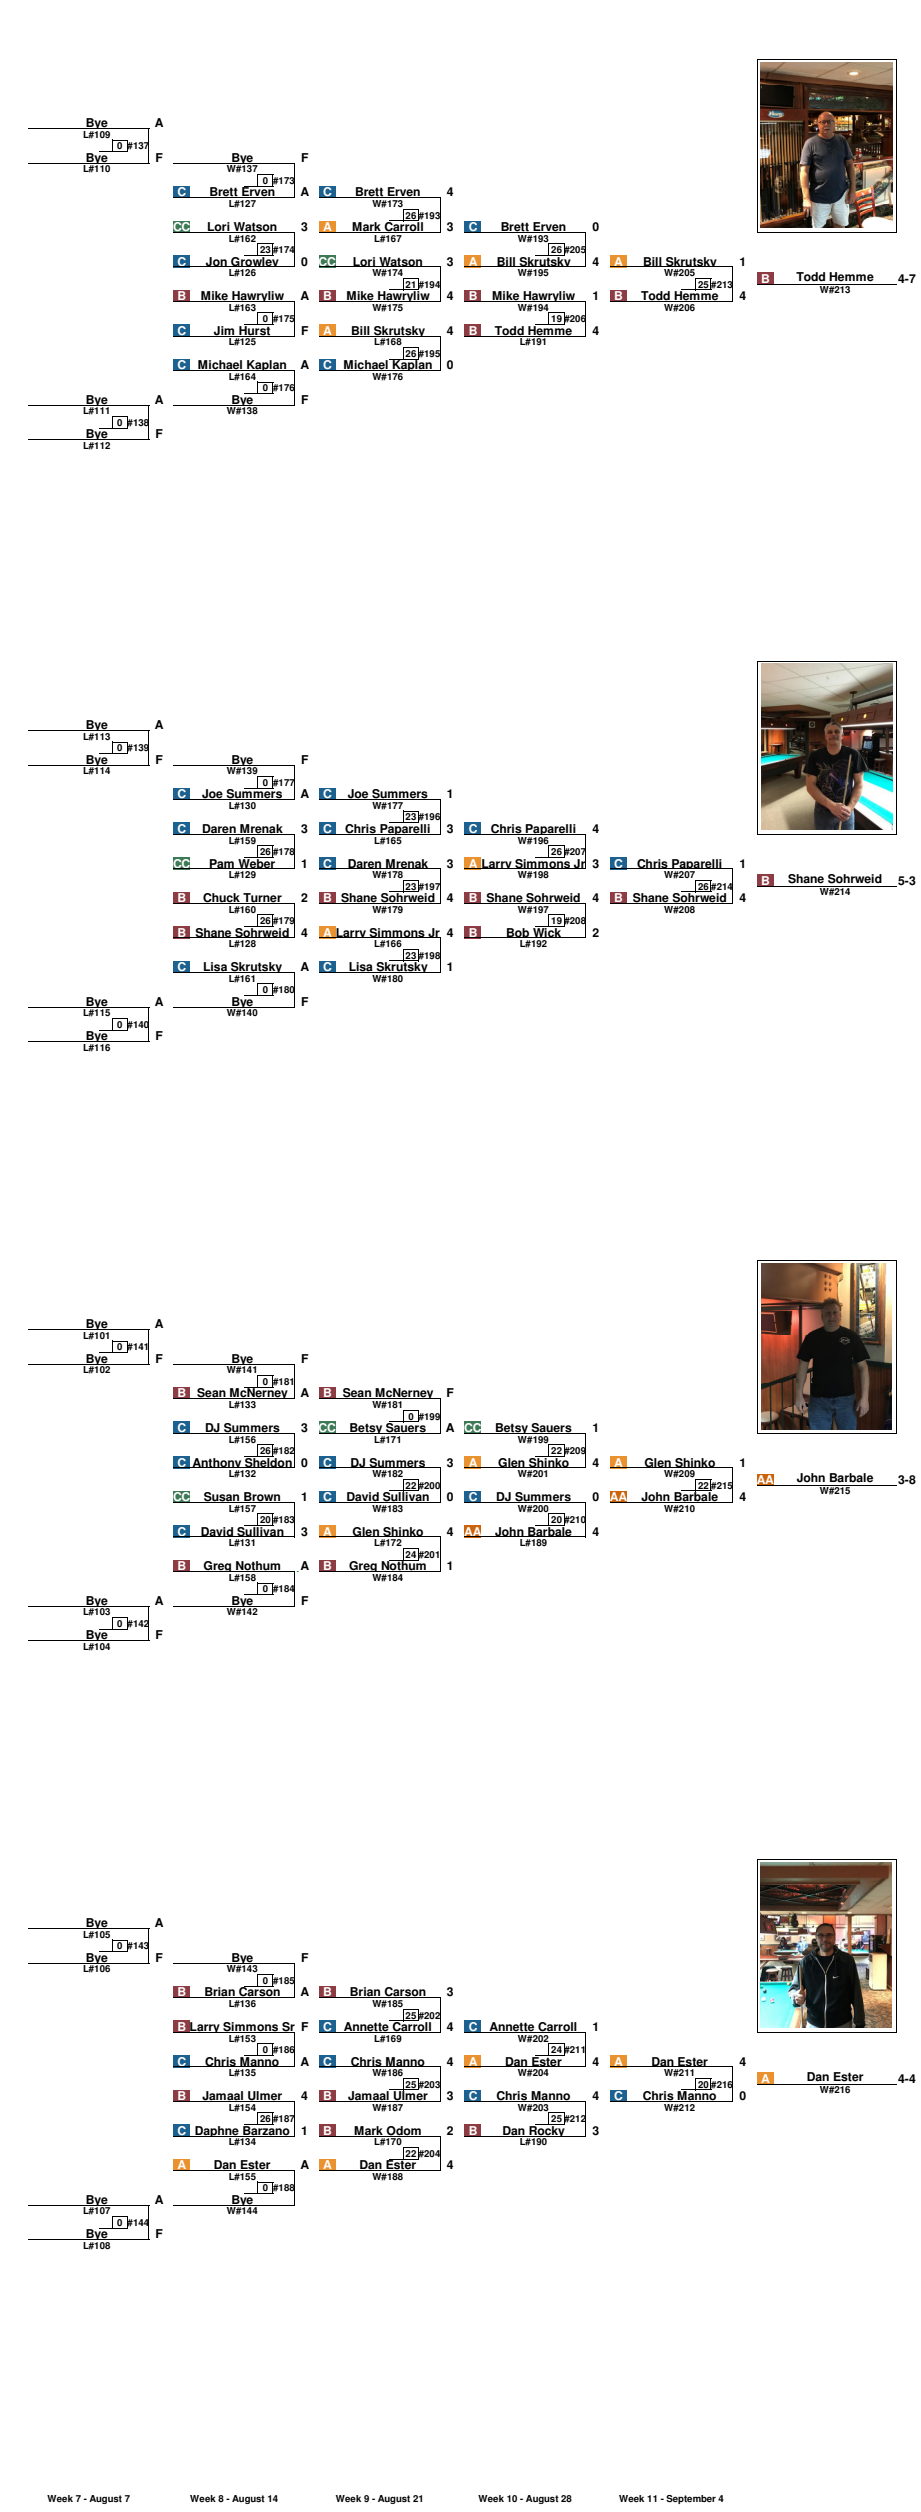 Bye A
L#109
0 #137
Bye F
L#110
Bye F
W#137
0 #173
C Brett Erven A
L#127
C Brett Erven 4
W#173
26 #193
CC Lori Watson 3
L#162
A Mark Carroll 3
L#167
C Brett Erven 0
W#193
23 #174
26 #205
C Jon Growley 0
L#126
CC Lori Watson 3
W#174
A Bill Skrutsky 4
W#195
A Bill Skrutsky 1
W#205
21 #194
25 #213
B Todd Hemme 4-7
W#213
B Mike Hawryliw A
L#163
B Mike Hawryliw 4
W#175
B Mike Hawryliw 1
W#194
B Todd Hemme 4
W#206
0 #175
19 #206
C Jim Hurst F
L#125
A Bill Skrutsky 4
L#168
B Todd Hemme 4
L#191
26 #195
C Michael Kaplan A
L#164
C Michael Kaplan 0
W#176
0 #176
Bye A
L#111
Bye F
W#138
0 #138
Bye F
L#112
Bye A
L#113
0 #139
Bye F
L#114
Bye F
W#139
0 #177
C Joe Summers A
L#130
C Joe Summers 1
W#177
23 #196
C Daren Mrenak 3
L#159
C Chris Paparelli 3
L#165
C Chris Paparelli 4
W#196
26 #178
26 #207
CC Pam Weber 1
L#129
C Daren Mrenak 3
W#178
A Larry Simmons Jr 3
W#198
C Chris Paparelli 1
W#207
23 #197
26 #214
B Shane Sohrweid 5-3
W#214
B Chuck Turner 2
L#160
B Shane Sohrweid 4
W#179
B Shane Sohrweid 4
W#197
B Shane Sohrweid 4
W#208
26 #179
19 #208
B Shane Sohrweid 4
L#128
A Larry Simmons Jr 4
L#166
B Bob Wick 2
L#192
23 #198
C Lisa Skrutsky A
L#161
C Lisa Skrutsky 1
W#180
0 #180
Bye A
L#115
Bye F
W#140
0 #140
Bye F
L#116
Bye A
L#101
0 #141
Bye F
L#102
Bye F
W#141
0 #181
B Sean McNerney A
L#133
B Sean McNerney F
W#181
0 #199
C DJ Summers 3
L#156
CC Betsy Sauers A
L#171
CC Betsy Sauers 1
W#199
26 #182
22 #209
C Anthony Sheldon 0
L#132
C DJ Summers 3
W#182
A Glen Shinko 4
W#201
A Glen Shinko 1
W#209
22 #200
22 #215
AA John Barbale 3-8
W#215
CC Susan Brown 1
L#157
C David Sullivan 0
W#183
C DJ Summers 0
W#200
AA John Barbale 4
W#210
20 #183
20 #210
C David Sullivan 3
L#131
A Glen Shinko 4
L#172
AA John Barbale 4
L#189
24 #201
B Greg Nothum A
L#158
B Greg Nothum 1
W#184
0 #184
Bye A
L#103
Bye F
W#142
0 #142
Bye F
L#104
Bye A
L#105
0 #143
Bye F
L#106
Bye F
W#143
0 #185
B Brian Carson A
L#136
B Brian Carson 3
W#185
25 #202
B Larry Simmons Sr F
L#153
C Annette Carroll 4
L#169
C Annette Carroll 1
W#202
0 #186
24 #211
C Chris Manno A
L#135
C Chris Manno 4
W#186
A Dan Ester 4
W#204
A Dan Ester 4
W#211
25 #203
20 #216
A Dan Ester 4-4
W#216
B Jamaal Ulmer 4
L#154
B Jamaal Ulmer 3
W#187
C Chris Manno 4
W#203
C Chris Manno 0
W#212
26 #187
25 #212
C Daphne Barzano 1
L#134
B Mark Odom 2
L#170
B Dan Rocky 3
L#190
22 #204
A Dan Ester A
L#155
A Dan Ester 4
W#188
0 #188
Bye A
L#107
Bye
W#144
0 #144
Bye F
L#108
Week 7 - August 7 Week 8 - August 14 Week 9 - August 21 Week 10 - August 28 Week 11 - September 4